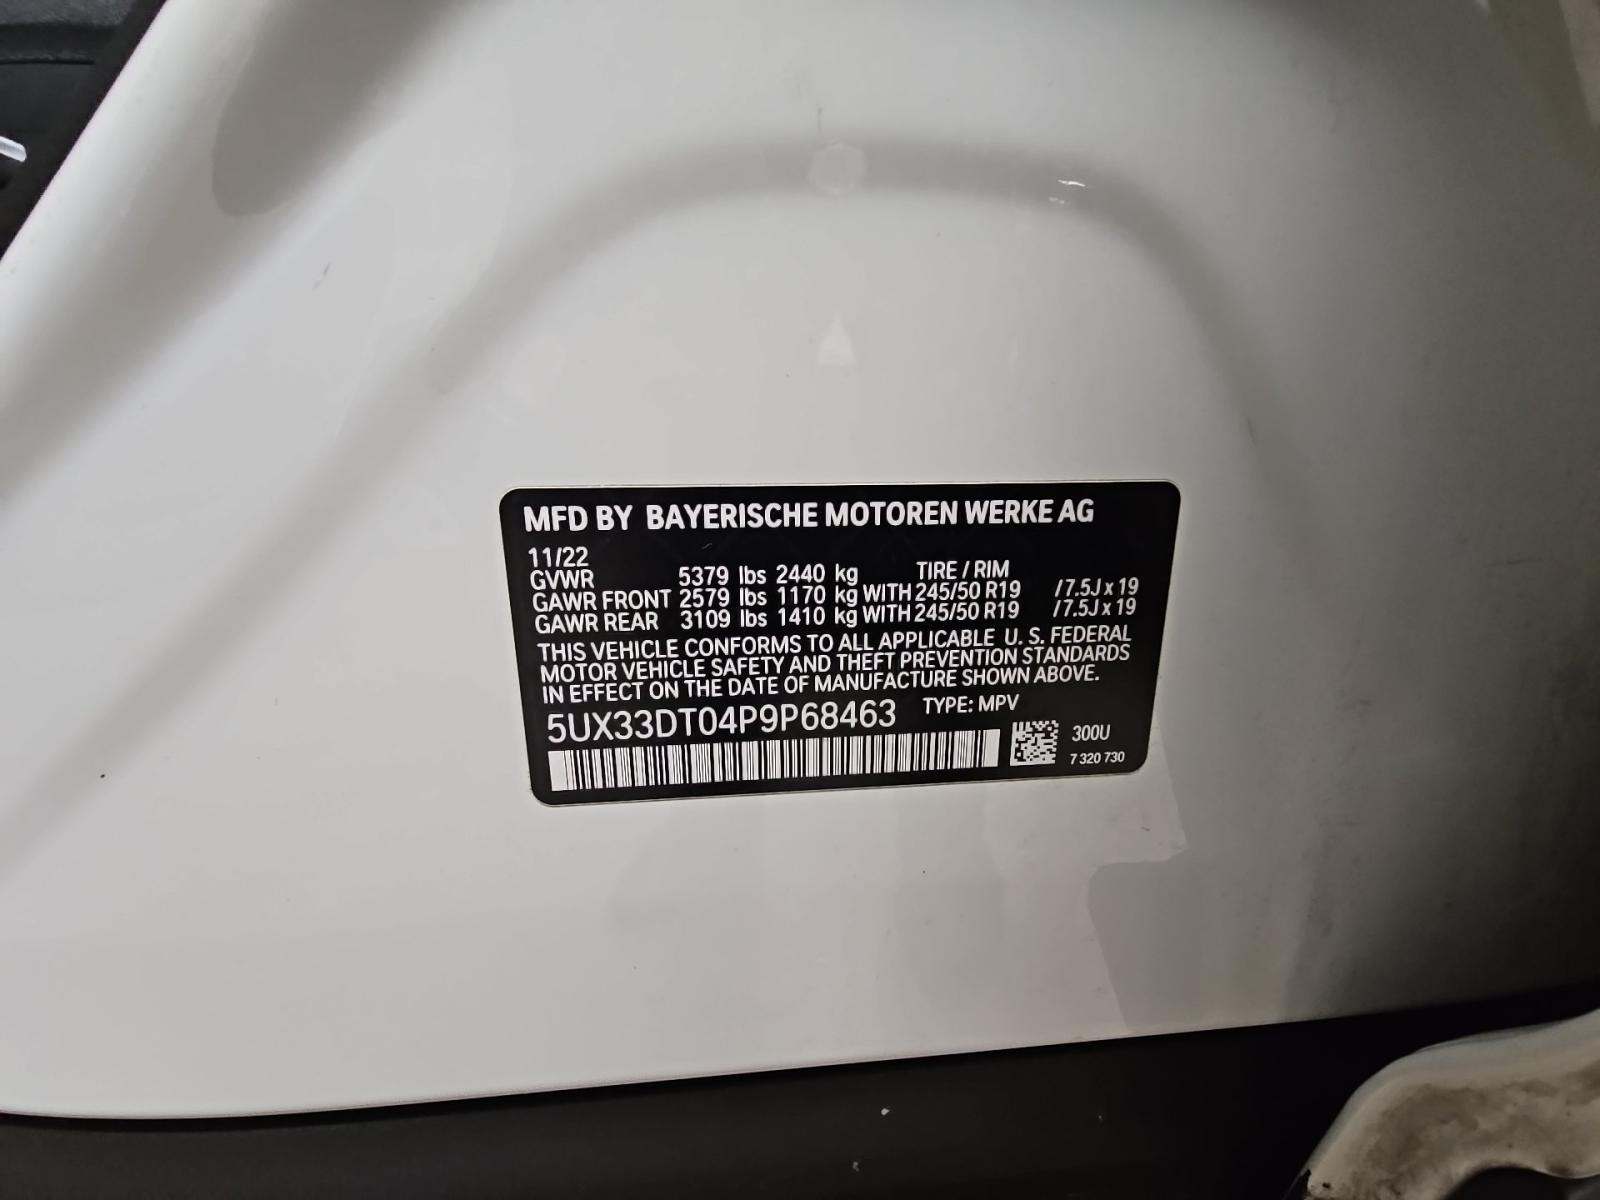 MFD BY BAYERISCHE MOTOREN WERKE AG
11/22
GVWR 5379 lbs 2440 kg TIRE / RIM
GAWR FRONT 2579 lbs 1170 kg WITH 245/50 R19 /7.5J x 19
GAWR REAR 3109 lbs 1410 kg WITH 245/50 R19 /7.5J x 19
THIS VEHICLE CONFORMS TO ALL APPLICABLE U. S. FEDERAL
MOTOR VEHICLE SAFETY AND THEFT PREVENTION STANDARDS
IN EFFECT ON THE DATE OF MANUFACTURE SHOWN ABOVE.
5UX33DT04P9P68463 TYPE: MPV
300U
7 320 730